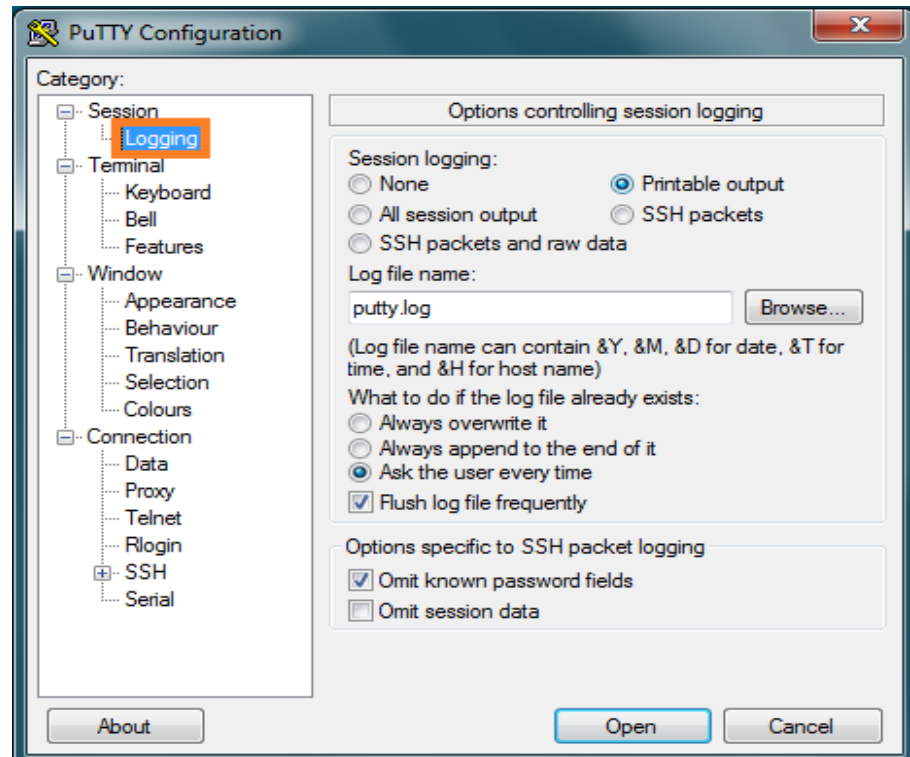 PuTTY Configuration
Category:
Session
Logging
Terminal
Keyboard
Bell
Features
Window
Appearance
Behaviour
Translation
Selection
Colours
Connection
Data
Proxy
Telnet
Rlogin
SSH
Serial
Options controlling session logging
Session logging:
None
Printable output
All session output
SSH packets
SSH packets and raw data
Log file name:
putty.log
Browse...
(Log file name can contain &Y, &M, &D for date, &T for
time, and &H for host name)
What to do if the log file already exists:
Always overwrite it
Always append to the end of it
Ask the user every time
Flush log file frequently
Options specific to SSH packet logging
Omit known password fields
Omit session data
About
Open
Cancel